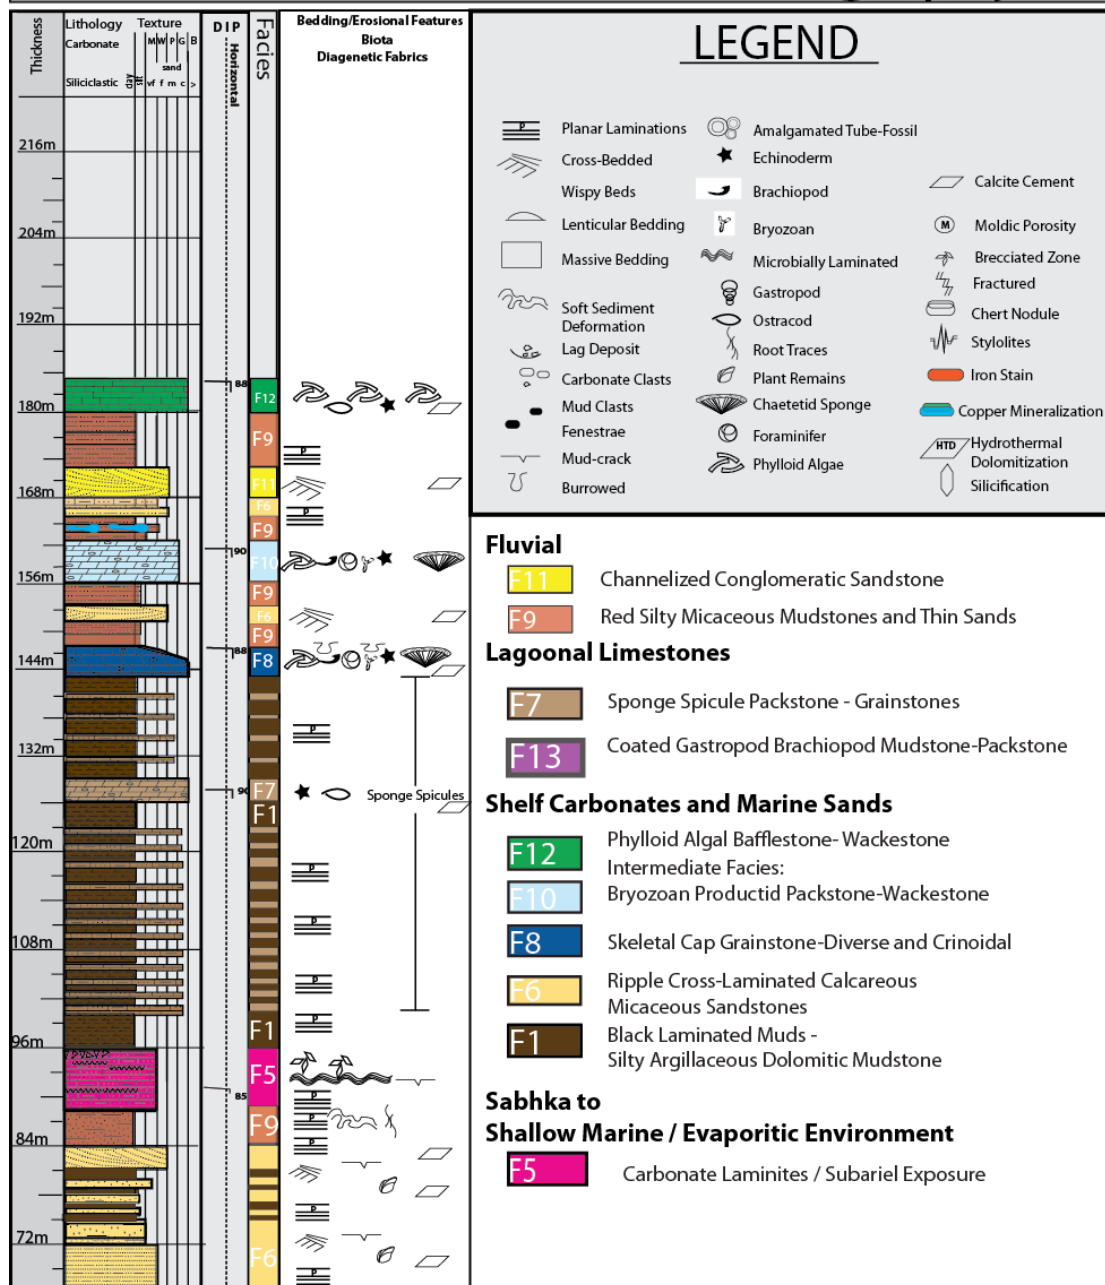 Thickness
Lithology Texture
Carbonate M W P G B
sand
Siliciclastic clay silt vf f m c >
D I P
Horizontal
Facies
Bedding/Erosional Features
Biota
Diagenetic Fabrics
216m
204m
192m
180m
168m
156m
144m
132m
120m
108m
96m
84m
72m
88
90
88
90
85
F12
F9
F11
F6
F9
F10
F9
F6
F9
F8
F7
F1
F1
F5
F9
F6
Sponge Spicules
LEGEND
P Planar Laminations
Cross-Bedded
Wispy Beds
Lenticular Bedding
Massive Bedding
Soft Sediment
Deformation
Lag Deposit
Carbonate Clasts
Mud Clasts
Fenestrae
Mud-crack
Burrowed
Amalgamated Tube-Fossil
Echinoderm
Brachiopod
Bryozoan
Microbially Laminated
Gastropod
Ostracod
Root Traces
Plant Remains
Chaetetid Sponge
Foraminifer
Phylloid Algae
Calcite Cement
M Moldic Porosity
Brecciated Zone
Fractured
Chert Nodule
Stylolites
Iron Stain
Copper Mineralization
HTD Hydrothermal
Dolomitization
Silicification
Fluvial
F11 Channelized Conglomeratic Sandstone
F9 Red Silty Micaceous Mudstones and Thin Sands
Lagoonal Limestones
F7 Sponge Spicule Packstone - Grainstones
F13 Coated Gastropod Brachiopod Mudstone-Packstone
Shelf Carbonates and Marine Sands
F12 Phylloid Algal Bafflestone- Wackestone
Intermediate Facies:
F10 Bryozoan Productid Packstone-Wackestone
F8 Skeletal Cap Grainstone-Diverse and Crinoidal
F6 Ripple Cross-Laminated Calcareous
Micaceous Sandstones
F1 Black Laminated Muds -
Silty Argillaceous Dolomitic Mudstone
Sabhka to
Shallow Marine / Evaporitic Environment
F5 Carbonate Laminites / Subariel Exposure